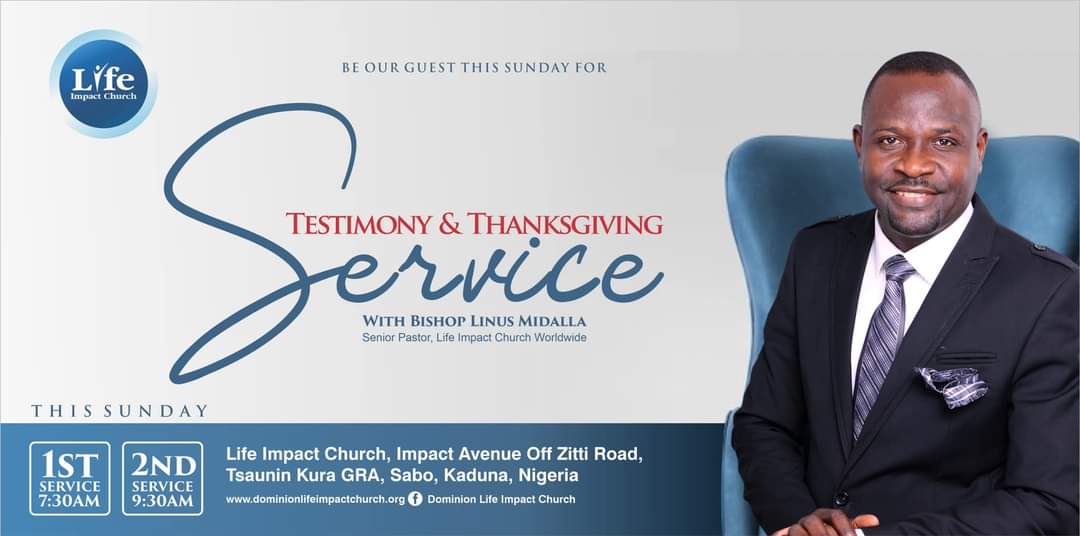 Life
Impact Church
BE OUR GUEST THIS SUNDAY FOR
TESTIMONY & THANKSGIVING
Service
WITH BISHOP LINUS MIDALLA
Senior Pastor, Life Impact Church Worldwide
THIS SUNDAY
1ST
SERVICE
7:30AM
2ND
SERVICE
9:30AM
Life Impact Church, Impact Avenue Off Zitti Road,
Tsaunin Kura GRA, Sabo, Kaduna, Nigeria
www.dominionlifeimpactchurch.org f Dominion Life Impact Church